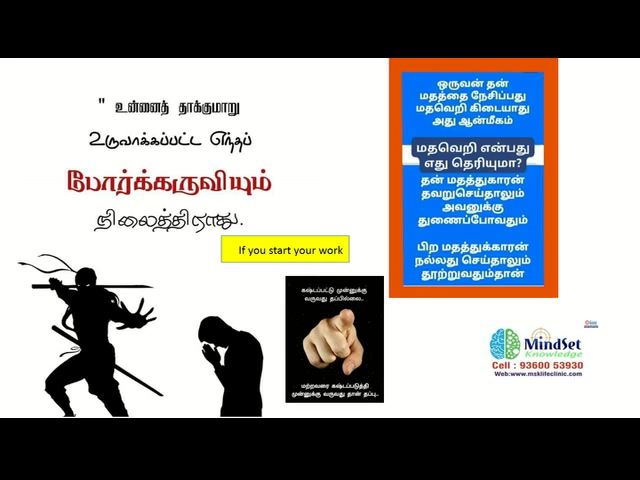 " உன்னைத் தாக்குமாறு
உருவாக்கப்பட்ட எந்தப்
போர்க்கருவியும்
நிலைத்திராது.
If you start your work
கஷ்டப்பட்டு முன்னுக்கு
வருவது தப்பில்லை..
மற்றவரை கஷ்டப்படுத்தி
முன்னுக்கு வருவது தான் தப்பு..
ஒருவன் தன்
மதத்தை நேசிப்பது
மதவெறி கிடையாது
அது ஆன்மீகம்
மதவெறி என்பது
எது தெரியுமா?
தன் மதத்துகாரன்
தவறுசெய்தாலும்
அவனுக்கு
துணைப்போவதும்
பிற மதத்துக்காரன்
நல்லது செய்தாலும்
தூற்றுவதும்தான்
MindSet
Knowledge
Cell : 93600 53930
Web:www.msklifeclinic.com